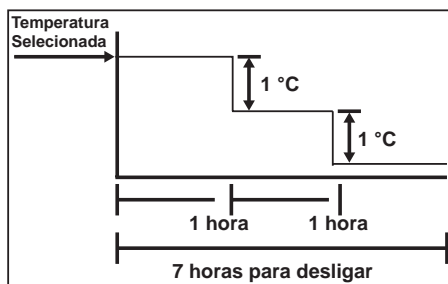 Temperatura
Selecionada
1 °C
1 °C
1 hora
1 hora
7 horas para desligar